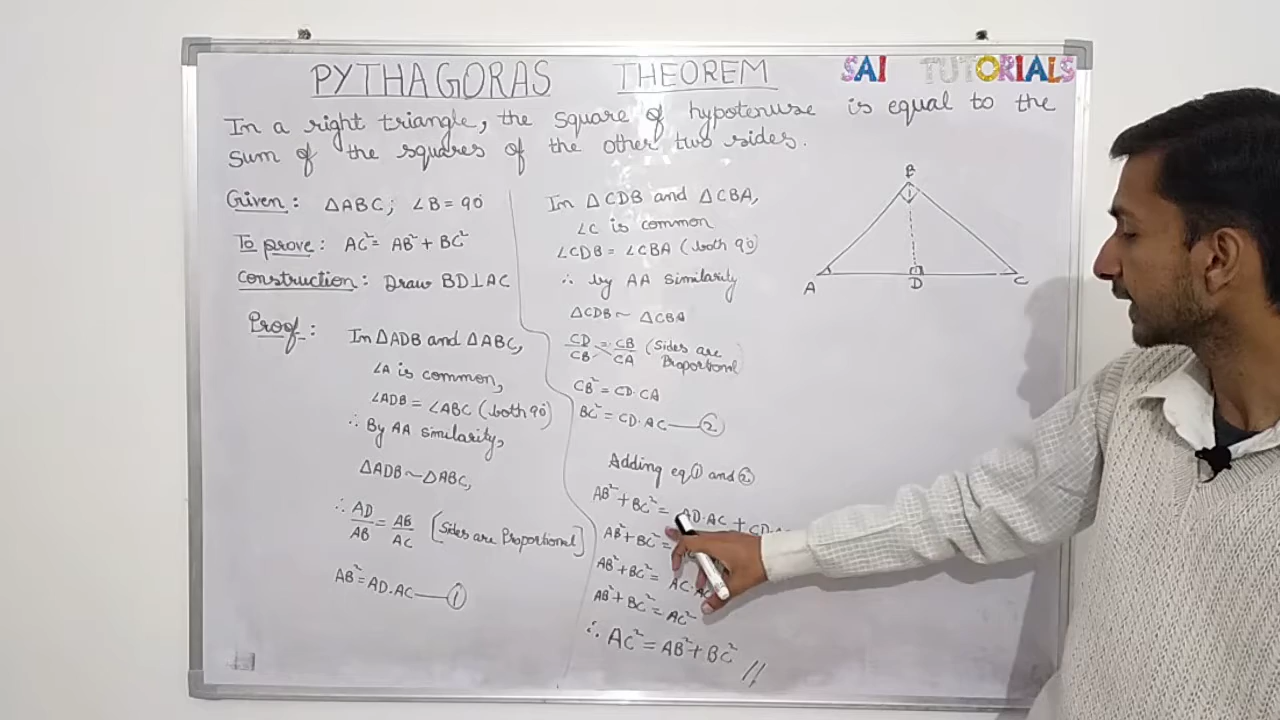 PYTHAGORAS THEOREM
SAI TUTORIALS
In a right triangle, the square of hypotenuse is equal to the
sum of the squares of the other two sides.
Given: △ABC; ∠B = 90°
To prove: AC² = AB² + BC²
Construction: Draw BD⊥AC
Proof:
In △ADB and △ABC,
∠A is common,
∠ADB = ∠ABC (both 90°)
∴ By AA similarity,
△ADB ~ △ABC,
∴ AD/AB = AB/AC [Sides are Proportional]
AB² = AD.AC — ①
In △CDB and △CBA,
∠C is common
∠CDB = ∠CBA (both 90°)
∴ by AA similarity
△CDB ~ △CBA
CD/CB = CB/CA (Sides are
Proportional)
CB² = CD.CA
BC² = CD.AC — ②
Adding eq ① and ②
AB² + BC² = AD.AC + CD.A
AB² + BC² =
AB² + BC² = AC.AC
AB² + BC² = AC²
∴ AC² = AB² + BC² //
B
A
D
C